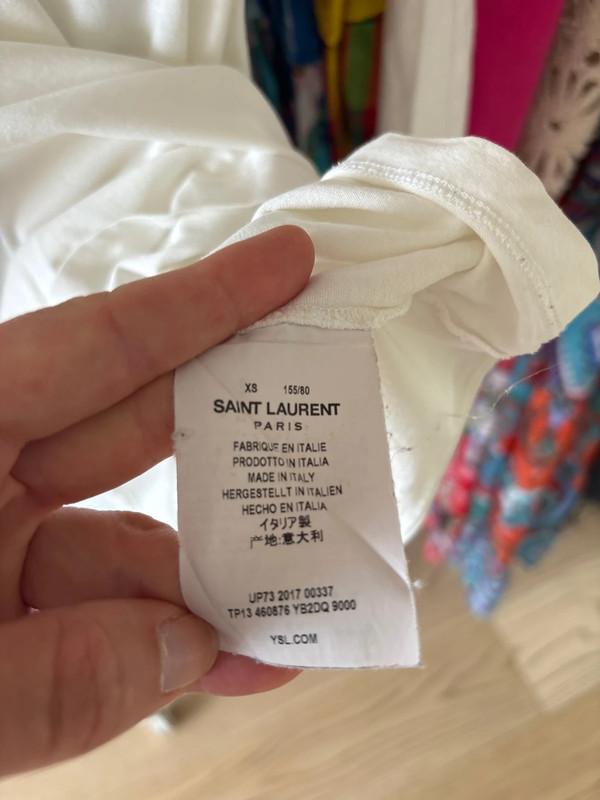 XS 155/80
SAINT LAURENT
PARIS
FABRIQUE EN ITALIE
PRODOTTO IN ITALIA
MADE IN ITALY
HERGESTELLT IN ITALIEN
HECHO EN ITALIA
イタリア製
地:意大利
UP73 2017 00337
TP13 460876 YB2DQ 9000
YSL.COM